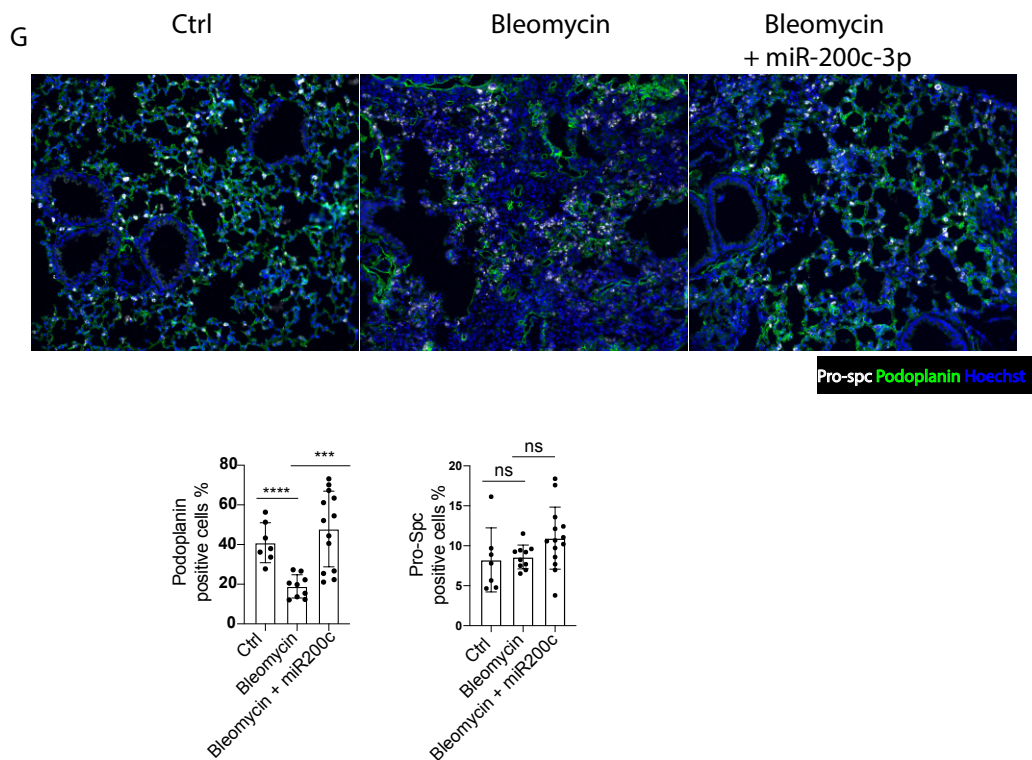 G
Ctrl
Bleomycin
Bleomycin
+ miR-200c-3p
Pro-spc Podoplanin Hoechst
Podoplanin
positive cells %
80
60
40
20
0
****
***
Ctrl
Bleomycin
Bleomycin + miR200c
Pro-Spc
positive cells %
20
15
10
5
0
ns
ns
Ctrl
Bleomycin
Bleomycin + miR200c